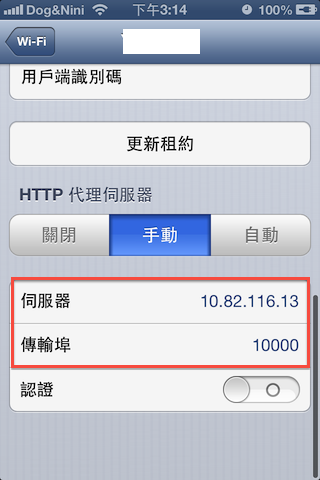 Dog&Nini 下午3:14 100%
Wi-Fi
用戶端識別碼
更新租約
HTTP 代理伺服器
關閉 手動 自動
伺服器 10.82.116.13
傳輸埠 10000
認證